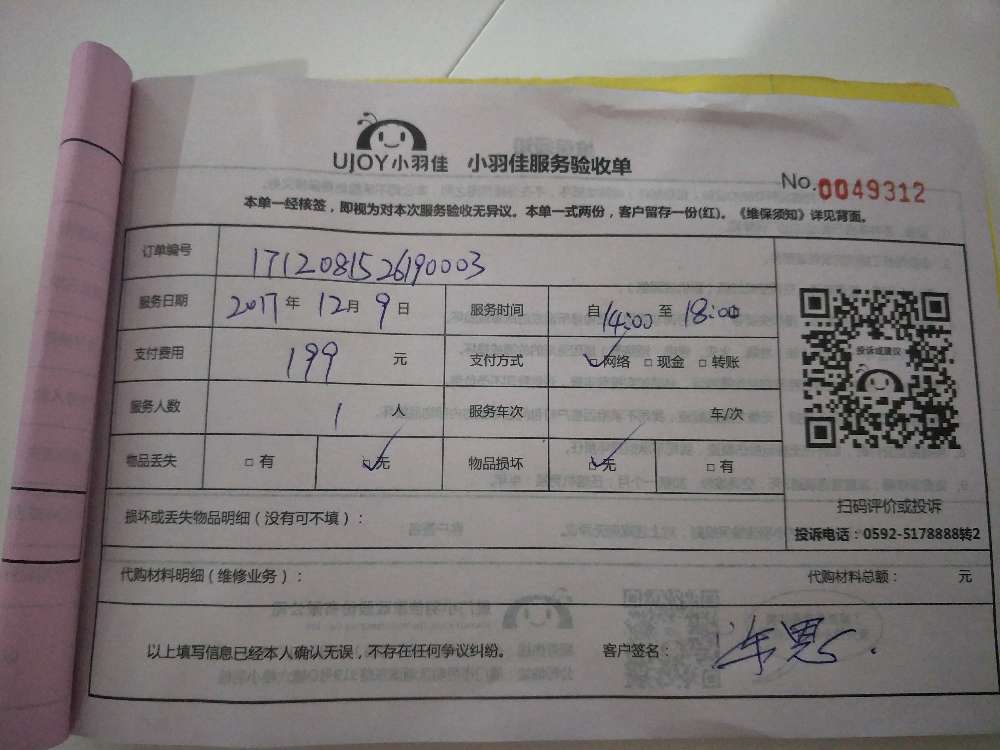 UJOY小羽佳 小羽佳服务验收单
No.0049312
本单一经核签，即视为对本次服务验收无异议。本单一式两份，客户留存一份(红)。《维保须知》详见背面。
订单编号 1712081526190003
服务日期 2017 年 12 月 9 日 服务时间 自 14:00 至 18:00
支付费用 199 元 支付方式 ☑网络 □现金 □转账
服务人数 1 人 服务车次 车/次
物品丢失 □有 ☑无 物品损坏 ☑无 □有
投诉或建议
扫码评价或投诉
投诉电话：0592-5178888转2
损坏或丢失物品明细（没有可不填）：
代购材料明细（维修业务）： 代购材料总额： 元
以上填写信息已经本人确认无误，不存在任何争议纠纷。 客户签名：